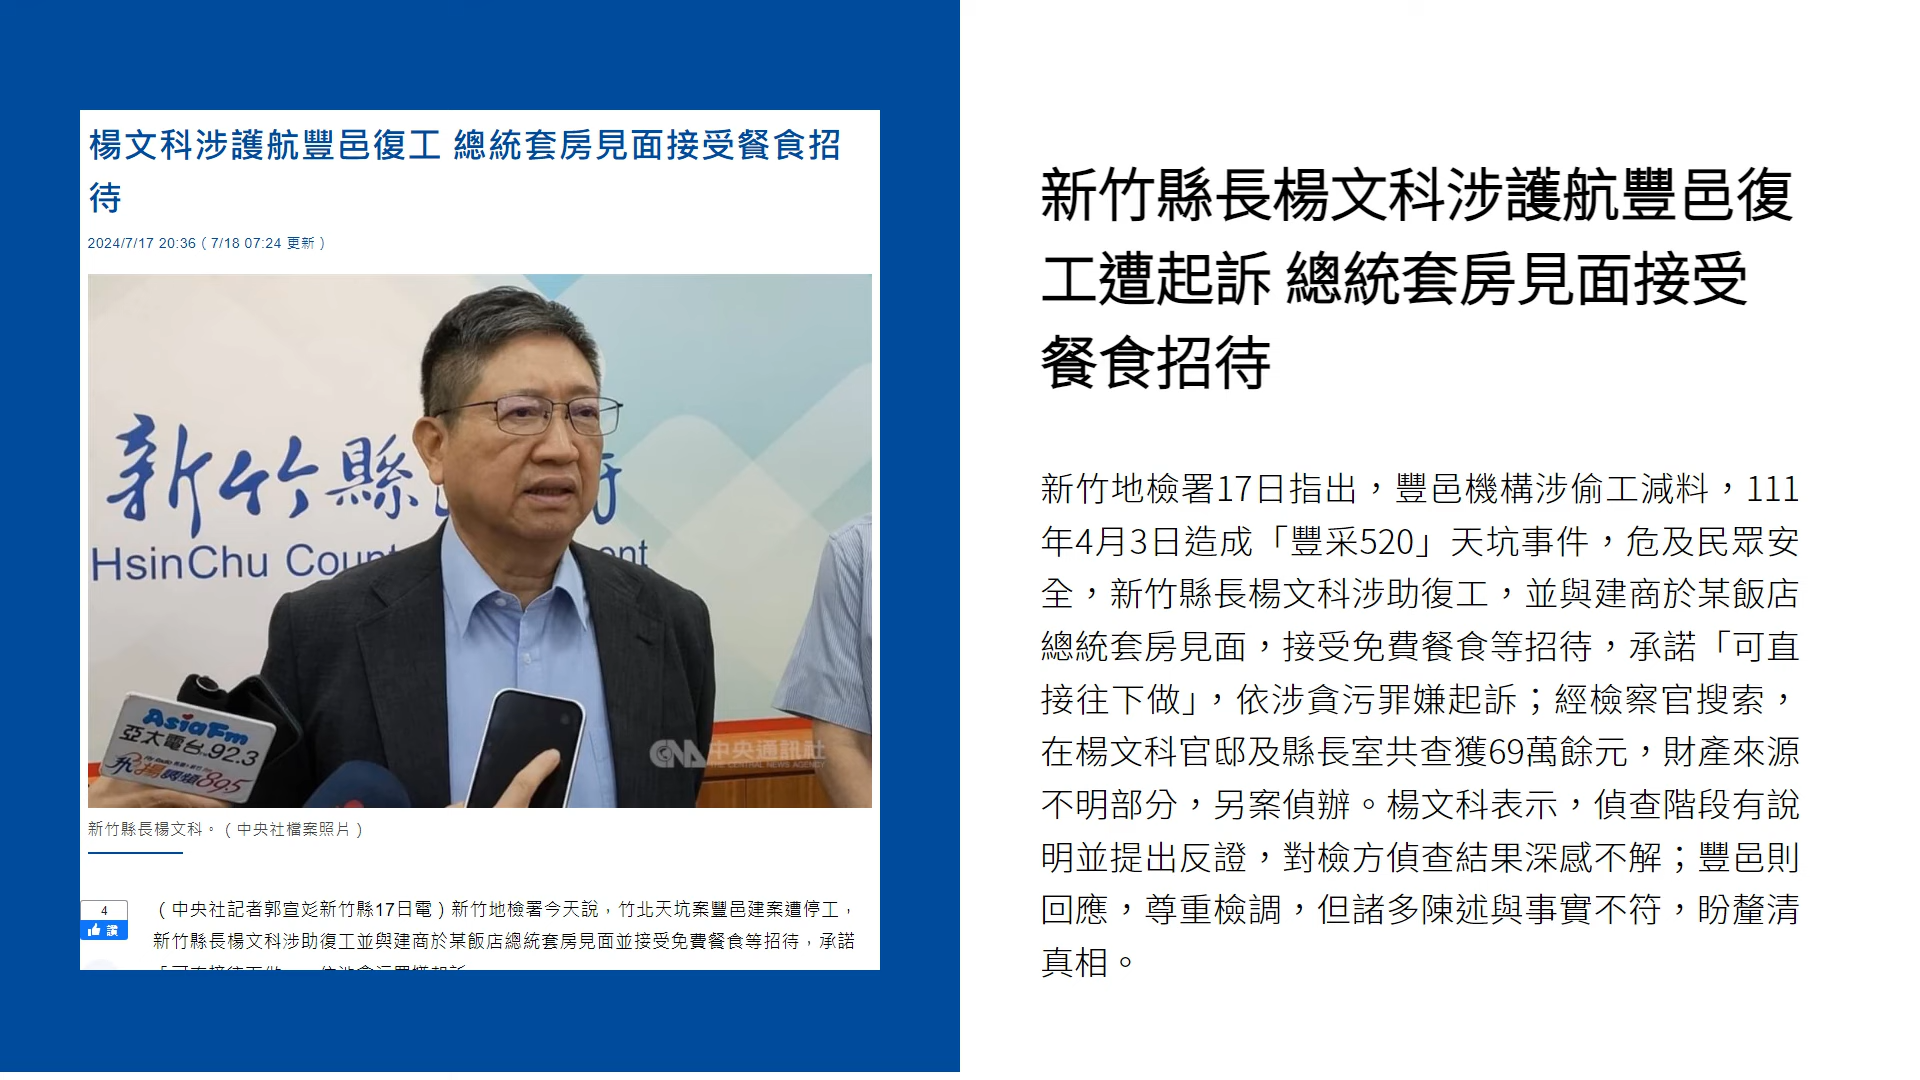 楊文科涉護航豐邑復工 總統套房見面接受餐食招
待
2024/7/17 20:36（7/18 07:24 更新）
新竹縣
HsinChu Coun
ent
AsiaFm
亞太電台92.3
飛揚調頻89.5
CNA中央通訊社
THE CENTRAL NEWS AGENCY
新竹縣長楊文科。（中央社檔案照片）
4
讚
（中央社記者郭宣彣新竹縣17日電）新竹地檢署今天說，竹北天坑案豐邑建案遭停工，
新竹縣長楊文科涉助復工並與建商於某飯店總統套房見面並接受免費餐食等招待，承諾
新竹縣長楊文科涉護航豐邑復
工遭起訴 總統套房見面接受
餐食招待
新竹地檢署17日指出，豐邑機構涉偷工減料，111
年4月3日造成「豐采520」天坑事件，危及民眾安
全，新竹縣長楊文科涉助復工，並與建商於某飯店
總統套房見面，接受免費餐食等招待，承諾「可直
接往下做」，依涉貪污罪嫌起訴；經檢察官搜索，
在楊文科官邸及縣長室共查獲69萬餘元，財產來源
不明部分，另案偵辦。楊文科表示，偵查階段有說
明並提出反證，對檢方偵查結果深感不解；豐邑則
回應，尊重檢調，但諸多陳述與事實不符，盼釐清
真相。